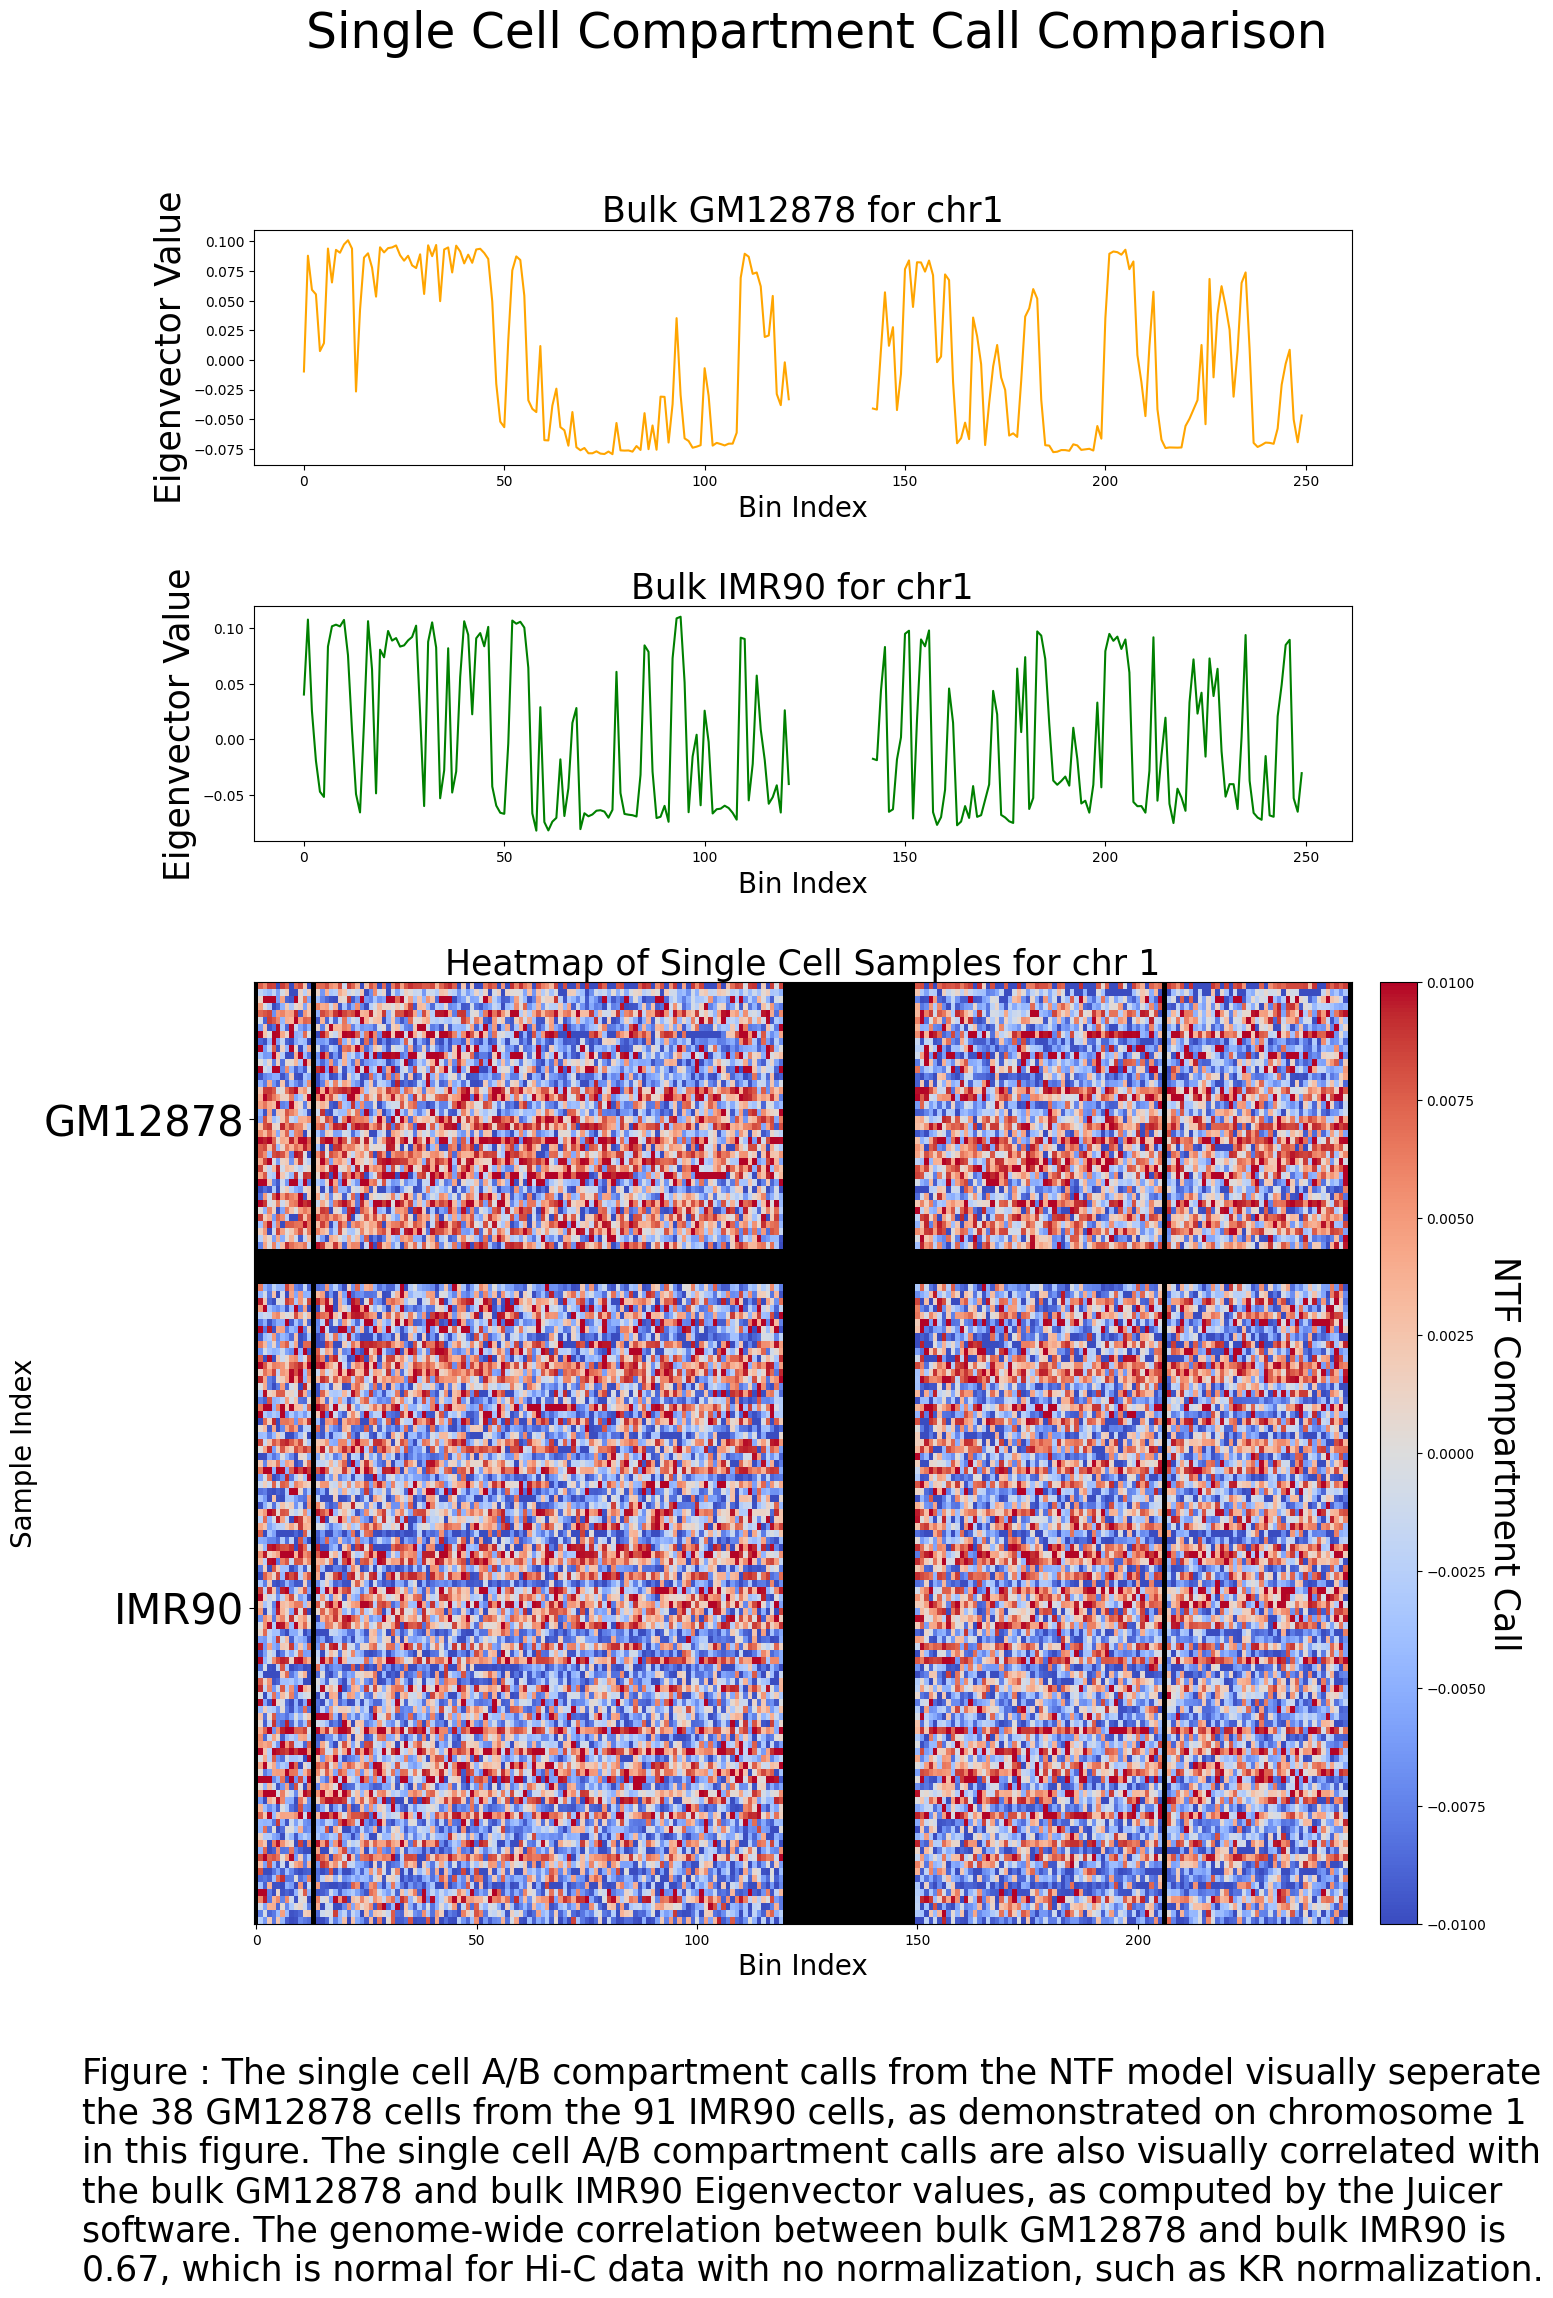 Single Cell Compartment Call Comparison
Bulk GM12878 for chr1
Eigenvector Value
0.100
0.075
0.050
0.025
0.000
−0.025
−0.050
−0.075
0
50
100
150
200
250
Bin Index
Bulk IMR90 for chr1
Eigenvector Value
0.10
0.05
0.00
−0.05
0
50
100
150
200
250
Bin Index
Heatmap of Single Cell Samples for chr 1
Sample Index
GM12878
IMR90
0
50
100
150
200
Bin Index
0.0100
0.0075
0.0050
0.0025
0.0000
−0.0025
−0.0050
−0.0075
−0.0100
NTF Compartment Call
Figure : The single cell A/B compartment calls from the NTF model visually seperate
the 38 GM12878 cells from the 91 IMR90 cells, as demonstrated on chromosome 1
in this figure. The single cell A/B compartment calls are also visually correlated with
the bulk GM12878 and bulk IMR90 Eigenvector values, as computed by the Juicer
software. The genome-wide correlation between bulk GM12878 and bulk IMR90 is
0.67, which is normal for Hi-C data with no normalization, such as KR normalization.